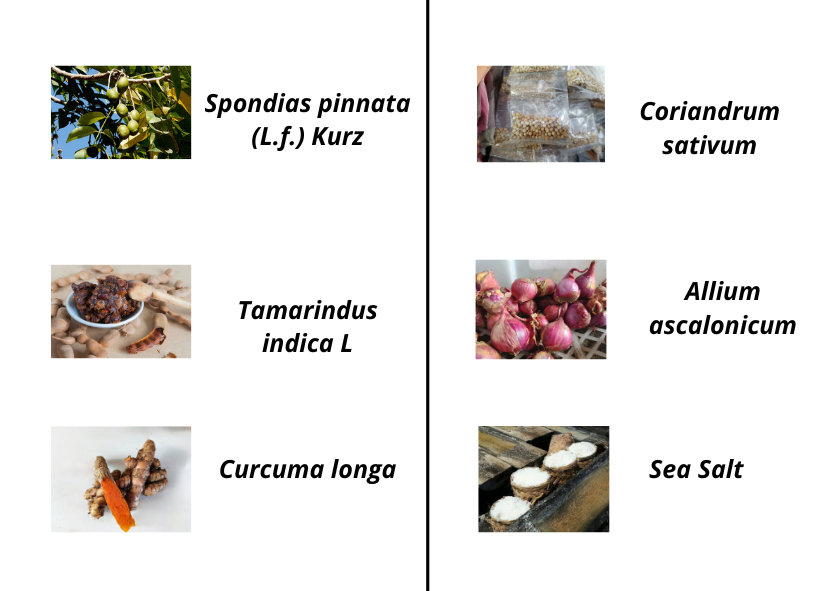 Spondias pinnata
(L.f.) Kurz
Tamarindus
indica L
Curcuma longa
Coriandrum
sativum
Allium
ascalonicum
Sea Salt